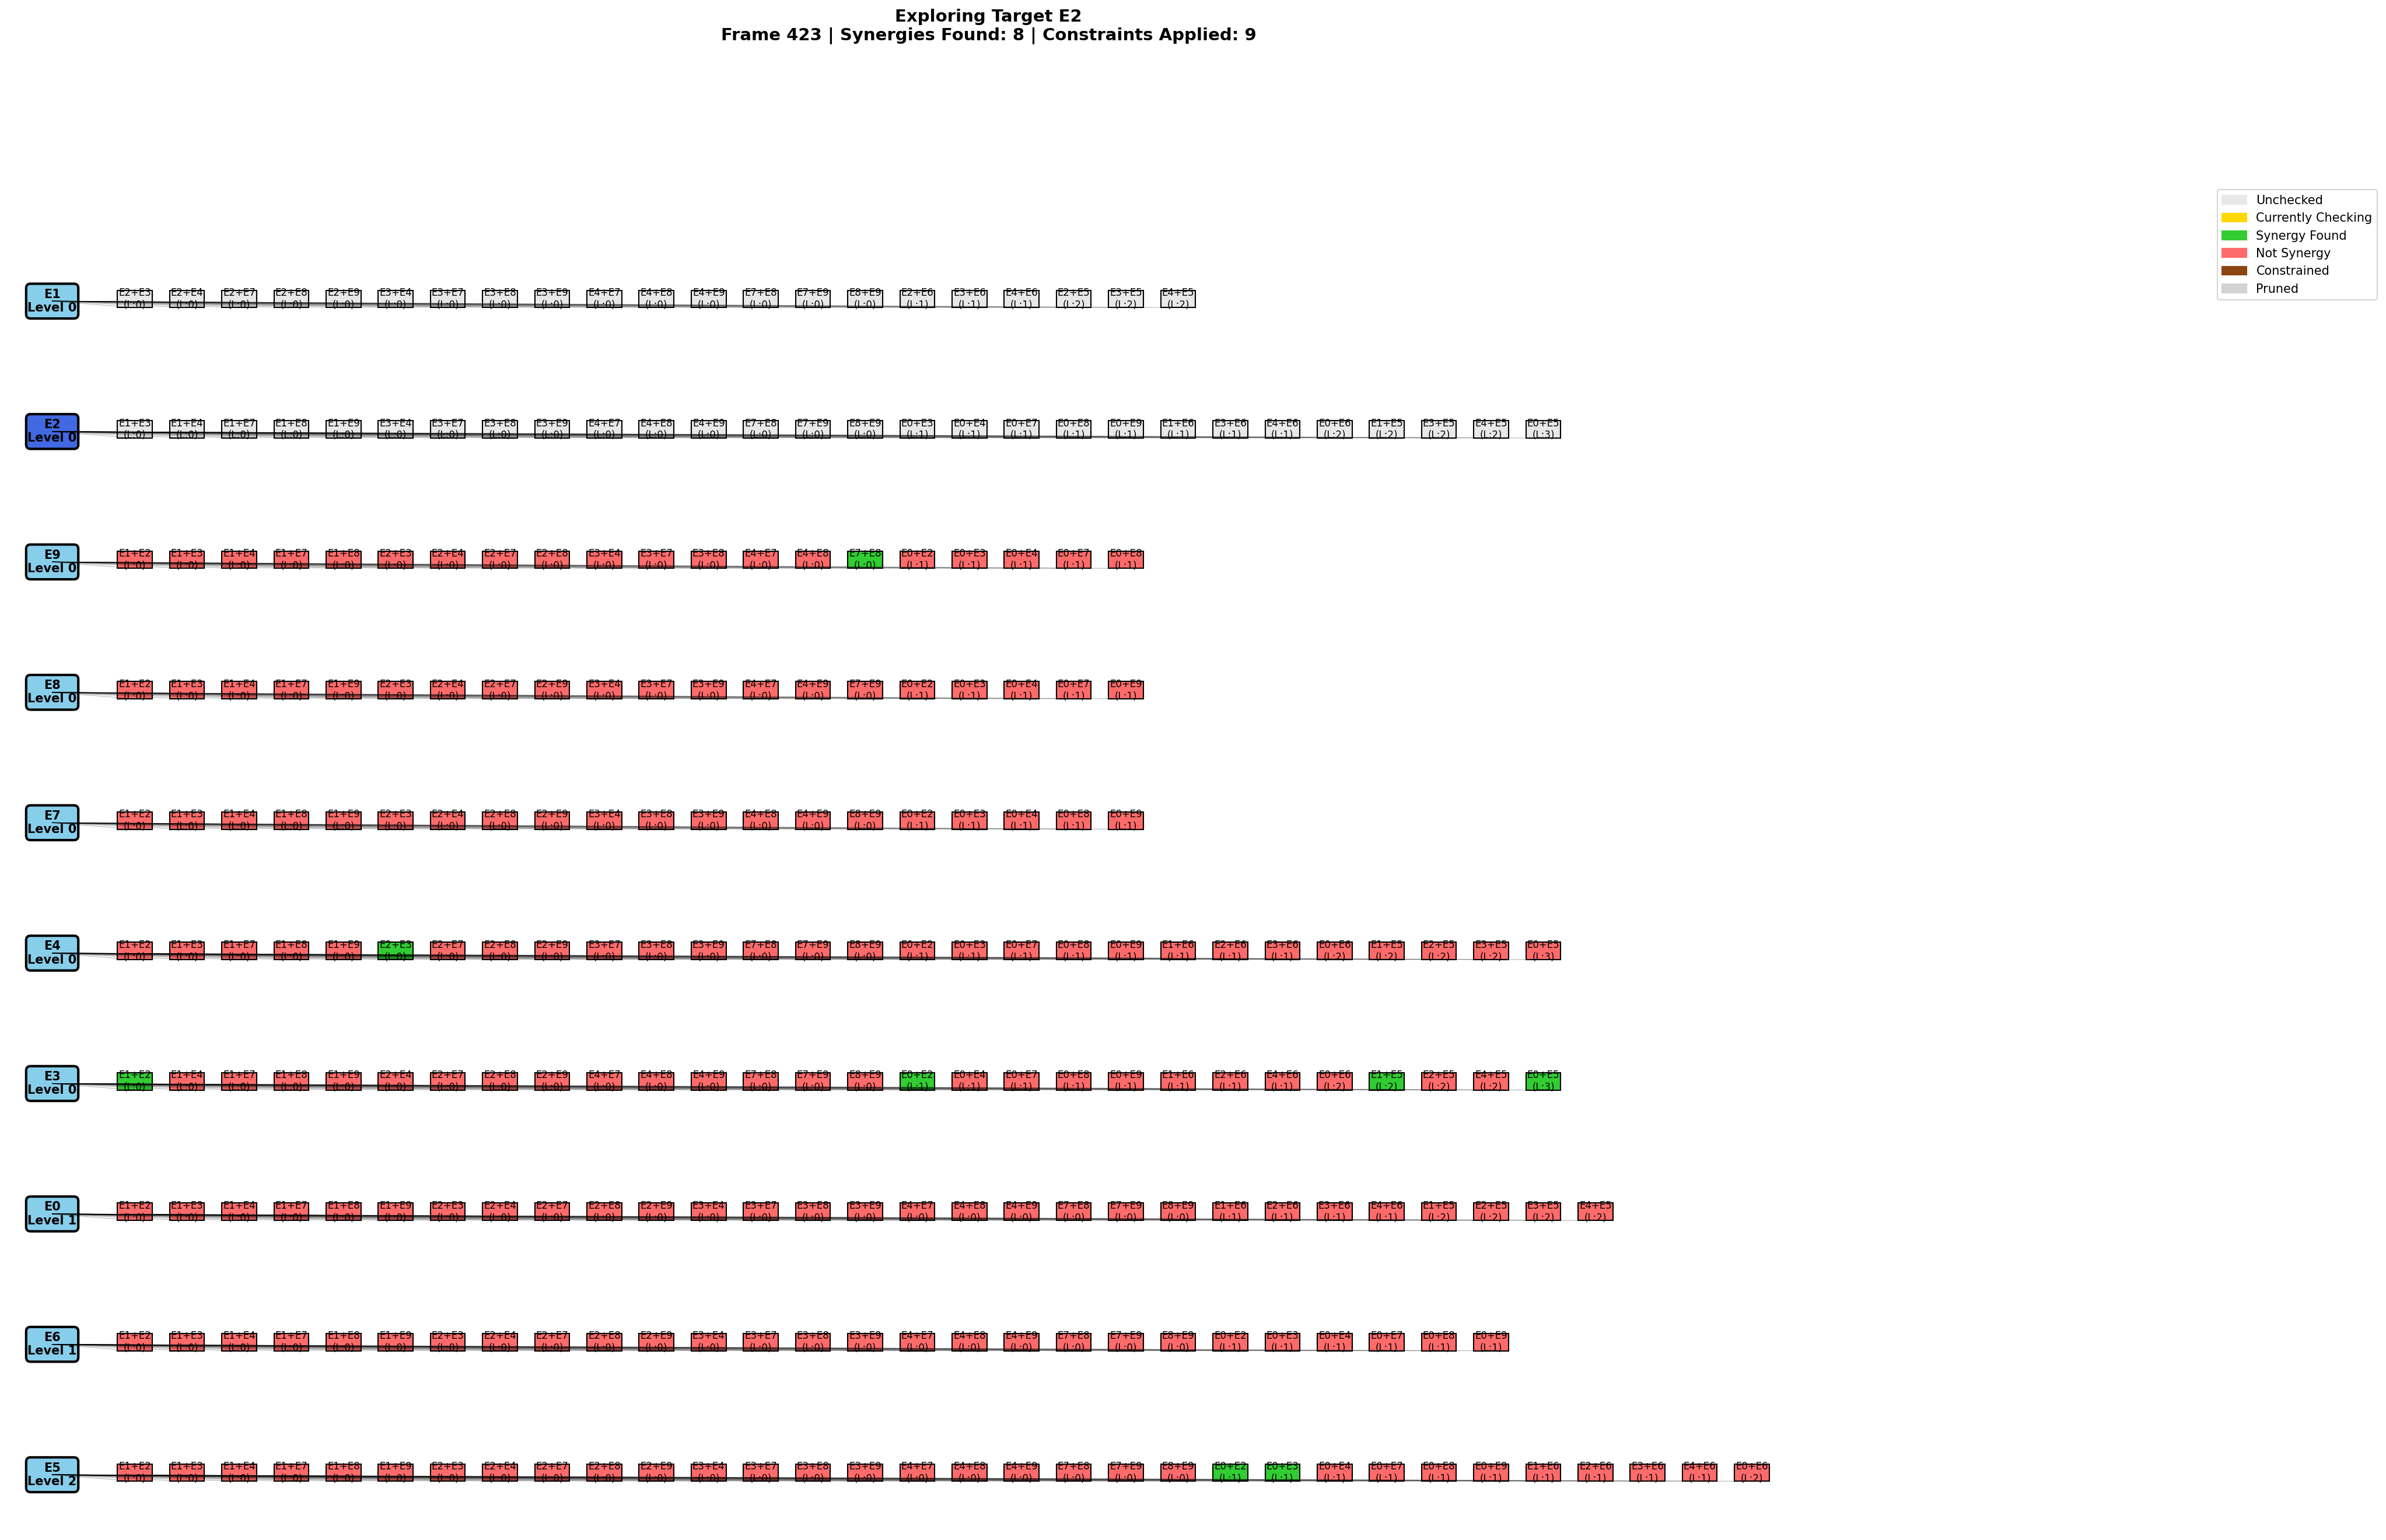 Exploring Target E2
Frame 423 | Synergies Found: 8 | Constraints Applied: 9
Unchecked
Currently Checking
Synergy Found
Not Synergy
Constrained
Pruned
E1 E2+E3 E2+E4 E2+E7 E2+E8 E2+E9 E3+E4 E3+E7 E3+E8 E3+E9 E4+E7 E4+E8 E4+E9 E7+E8 E7+E9 E8+E9 E2+E6 E3+E6 E4+E6 E2+E5 E3+E5 E4+E5
Level 0 (L:0) (L:0) (L:0) (L:0) (L:0) (L:0) (L:0) (L:0) (L:0) (L:0) (L:0) (L:0) (L:0) (L:0) (L:0) (L:1) (L:1) (L:1) (L:2) (L:2) (L:2)
E2 E1+E3 E1+E4 E1+E7 E1+E8 E1+E9 E3+E4 E3+E7 E3+E8 E3+E9 E4+E7 E4+E8 E4+E9 E7+E8 E7+E9 E8+E9 E0+E3 E0+E4 E0+E7 E0+E8 E0+E9 E1+E6 E3+E6 E4+E6 E0+E6 E1+E5 E3+E5 E4+E5 E0+E5
Level 0 (L:0) (L:0) (L:0) (L:0) (L:0) (L:0) (L:0) (L:0) (L:0) (L:0) (L:0) (L:0) (L:0) (L:0) (L:0) (L:1) (L:1) (L:1) (L:1) (L:1) (L:1) (L:1) (L:1) (L:2) (L:2) (L:2) (L:2) (L:3)
E9 E1+E2 E1+E3 E1+E4 E1+E7 E1+E8 E2+E3 E2+E4 E2+E7 E2+E8 E3+E4 E3+E7 E3+E8 E4+E7 E4+E8 E7+E8 E0+E2 E0+E3 E0+E4 E0+E7 E0+E8
Level 0 (L:0) (L:0) (L:0) (L:0) (L:0) (L:0) (L:0) (L:0) (L:0) (L:0) (L:0) (L:0) (L:0) (L:0) (L:0) (L:1) (L:1) (L:1) (L:1) (L:1)
E8 E1+E2 E1+E3 E1+E4 E1+E7 E1+E9 E2+E3 E2+E4 E2+E7 E2+E9 E3+E4 E3+E7 E3+E9 E4+E7 E4+E9 E7+E9 E0+E2 E0+E3 E0+E4 E0+E7 E0+E9
Level 0 (L:0) (L:0) (L:0) (L:0) (L:0) (L:0) (L:0) (L:0) (L:0) (L:0) (L:0) (L:0) (L:0) (L:0) (L:0) (L:1) (L:1) (L:1) (L:1) (L:1)
E7 E1+E2 E1+E3 E1+E4 E1+E8 E1+E9 E2+E3 E2+E4 E2+E8 E2+E9 E3+E4 E3+E8 E3+E9 E4+E8 E4+E9 E8+E9 E0+E2 E0+E3 E0+E4 E0+E8 E0+E9
Level 0 (L:0) (L:0) (L:0) (L:0) (L:0) (L:0) (L:0) (L:0) (L:0) (L:0) (L:0) (L:0) (L:0) (L:0) (L:0) (L:1) (L:1) (L:1) (L:1) (L:1)
E4 E1+E2 E1+E3 E1+E7 E1+E8 E1+E9 E2+E3 E2+E7 E2+E8 E2+E9 E3+E7 E3+E8 E3+E9 E7+E8 E7+E9 E8+E9 E0+E2 E0+E3 E0+E7 E0+E8 E0+E9 E1+E6 E2+E6 E3+E6 E0+E6 E1+E5 E2+E5 E3+E5 E0+E5
Level 0 (L:0) (L:0) (L:0) (L:0) (L:0) (L:0) (L:0) (L:0) (L:0) (L:0) (L:0) (L:0) (L:0) (L:0) (L:0) (L:1) (L:1) (L:1) (L:1) (L:1) (L:1) (L:1) (L:1) (L:2) (L:2) (L:2) (L:2) (L:3)
E3 E1+E2 E1+E4 E1+E7 E1+E8 E1+E9 E2+E4 E2+E7 E2+E8 E2+E9 E4+E7 E4+E8 E4+E9 E7+E8 E7+E9 E8+E9 E0+E2 E0+E4 E0+E7 E0+E8 E0+E9 E1+E6 E2+E6 E4+E6 E0+E6 E1+E5 E2+E5 E4+E5 E0+E5
Level 0 (L:0) (L:0) (L:0) (L:0) (L:0) (L:0) (L:0) (L:0) (L:0) (L:0) (L:0) (L:0) (L:0) (L:0) (L:0) (L:1) (L:1) (L:1) (L:1) (L:1) (L:1) (L:1) (L:1) (L:2) (L:2) (L:2) (L:2) (L:3)
E0 E1+E2 E1+E3 E1+E4 E1+E7 E1+E8 E1+E9 E2+E3 E2+E4 E2+E7 E2+E8 E2+E9 E3+E4 E3+E7 E3+E8 E3+E9 E4+E7 E4+E8 E4+E9 E7+E8 E7+E9 E8+E9 E1+E6 E2+E6 E3+E6 E4+E6 E1+E5 E2+E5 E3+E5 E4+E5
Level 1 (L:0) (L:0) (L:0) (L:0) (L:0) (L:0) (L:0) (L:0) (L:0) (L:0) (L:0) (L:0) (L:0) (L:0) (L:0) (L:0) (L:0) (L:0) (L:0) (L:0) (L:0) (L:1) (L:1) (L:1) (L:1) (L:2) (L:2) (L:2) (L:2)
E6 E1+E2 E1+E3 E1+E4 E1+E7 E1+E8 E1+E9 E2+E3 E2+E4 E2+E7 E2+E8 E2+E9 E3+E4 E3+E7 E3+E8 E3+E9 E4+E7 E4+E8 E4+E9 E7+E8 E7+E9 E8+E9 E0+E2 E0+E3 E0+E4 E0+E7 E0+E8 E0+E9
Level 1 (L:0) (L:0) (L:0) (L:0) (L:0) (L:0) (L:0) (L:0) (L:0) (L:0) (L:0) (L:0) (L:0) (L:0) (L:0) (L:0) (L:0) (L:0) (L:0) (L:0) (L:0) (L:1) (L:1) (L:1) (L:1) (L:1) (L:1)
E5 E1+E2 E1+E3 E1+E4 E1+E7 E1+E8 E1+E9 E2+E3 E2+E4 E2+E7 E2+E8 E2+E9 E3+E4 E3+E7 E3+E8 E3+E9 E4+E7 E4+E8 E4+E9 E7+E8 E7+E9 E8+E9 E0+E2 E0+E3 E0+E4 E0+E7 E0+E8 E0+E9 E1+E6 E2+E6 E3+E6 E4+E6 E0+E6
Level 2 (L:0) (L:0) (L:0) (L:0) (L:0) (L:0) (L:0) (L:0) (L:0) (L:0) (L:0) (L:0) (L:0) (L:0) (L:0) (L:0) (L:0) (L:0) (L:0) (L:0) (L:0) (L:1) (L:1) (L:1) (L:1) (L:1) (L:1) (L:1) (L:1) (L:1) (L:1) (L:2)